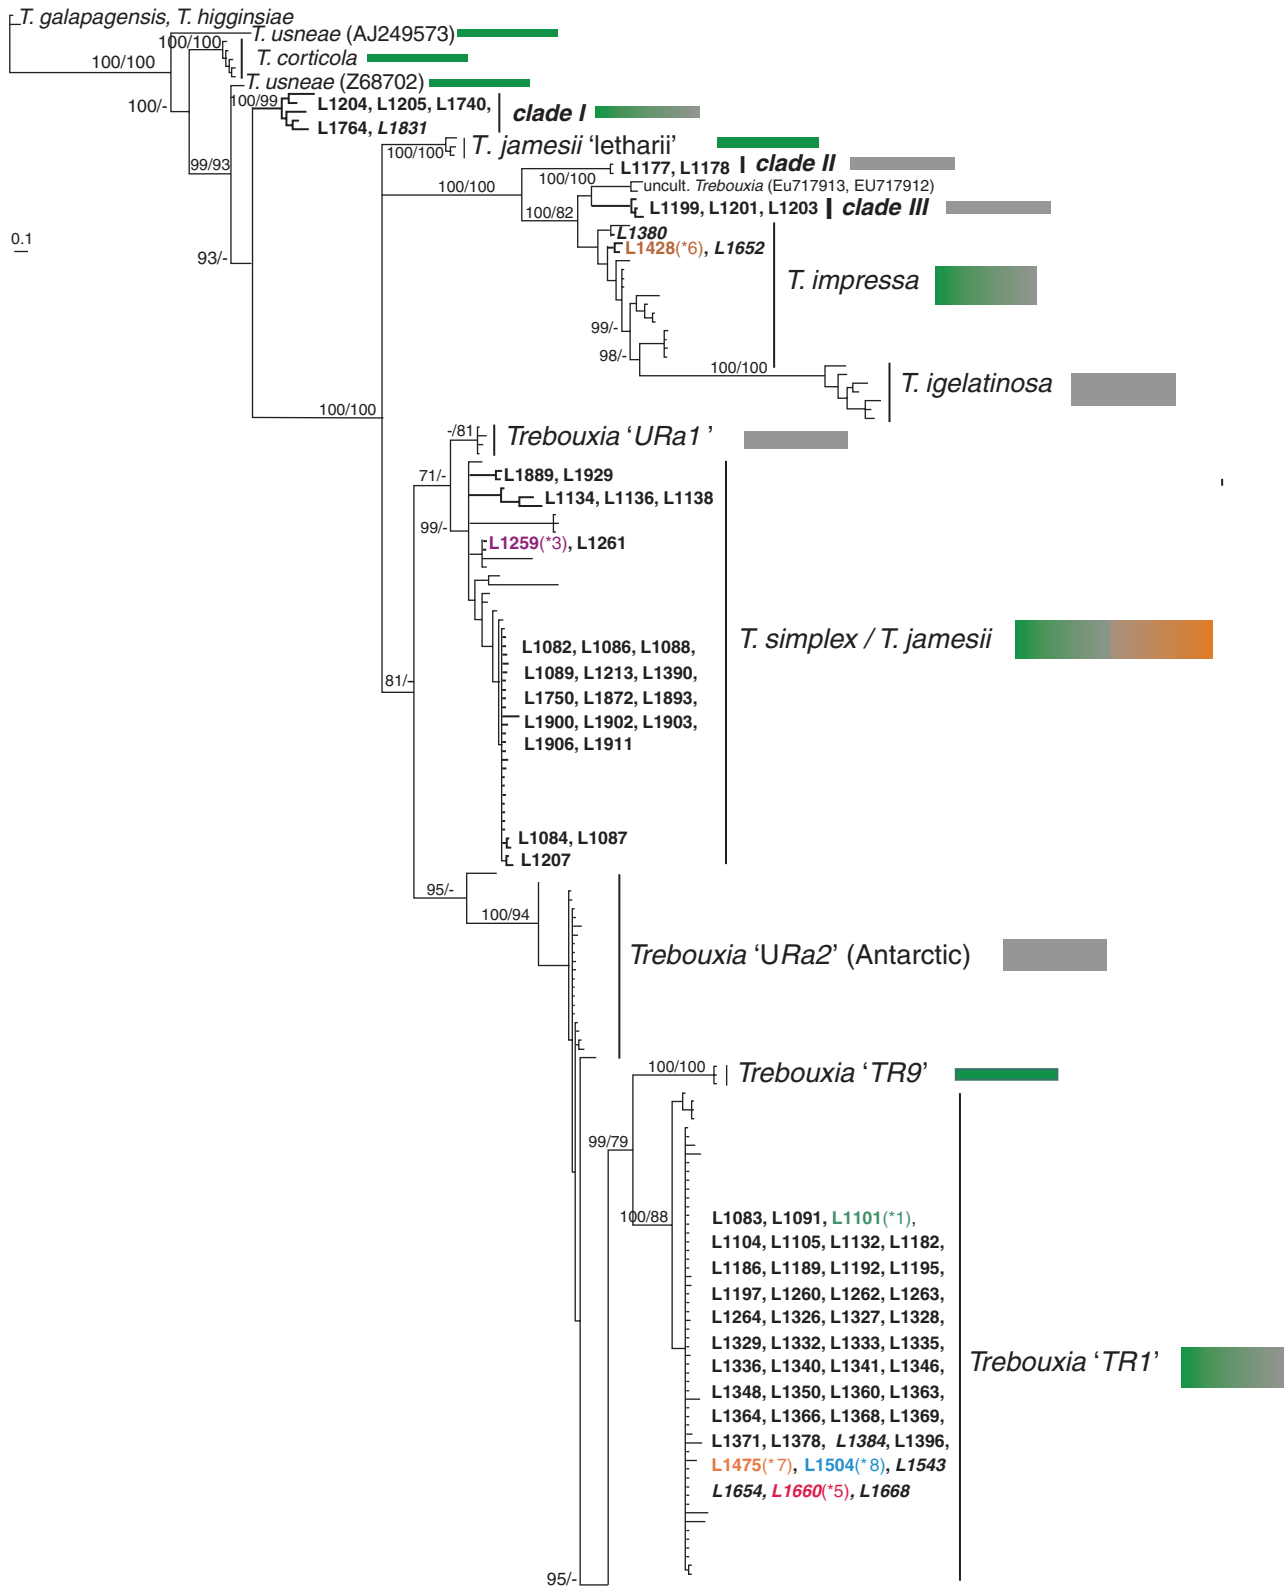 T. galapagensis, T. higginsiae
T. usneae (AJ249573)
100/100
T. corticola
100/100
T. usneae (Z68702)
100/-
100/99
L1204, L1205, L1740,
clade I
L1764, L1831
T. jamesii 'letharii'
100/100
99/93
L1177, L1178
clade II
100/100
100/100
uncult. Trebouxia (Eu717913, EU717912)
L1199, L1201, L1203
clade III
100/82
0.1
L1380
L1428(*6), L1652
93/-
T. impressa
99/-
98/-
100/100
T. igelatinosa
100/100
-/81
Trebouxia 'URa1'
71/-
L1889, L1929
L1134, L1136, L1138
99/-
L1259(*3), L1261
T. simplex / T. jamesii
L1082, L1086, L1088,
L1089, L1213, L1390,
L1750, L1872, L1893,
L1900, L1902, L1903,
L1906, L1911
81/-
L1084, L1087
L1207
95/-
100/94
Trebouxia 'URa2' (Antarctic)
100/100
Trebouxia 'TR9'
99/79
100/88
L1083, L1091, L1101(*1),
L1104, L1105, L1132, L1182,
L1186, L1189, L1192, L1195,
L1197, L1260, L1262, L1263,
L1264, L1326, L1327, L1328,
L1329, L1332, L1333, L1335,
L1336, L1340, L1341, L1346,
L1348, L1350, L1360, L1363,
L1364, L1366, L1368, L1369,
L1371, L1378, L1384, L1396,
L1475(*7), L1504(*8), L1543
L1654, L1660(*5), L1668
Trebouxia 'TR1'
95/-